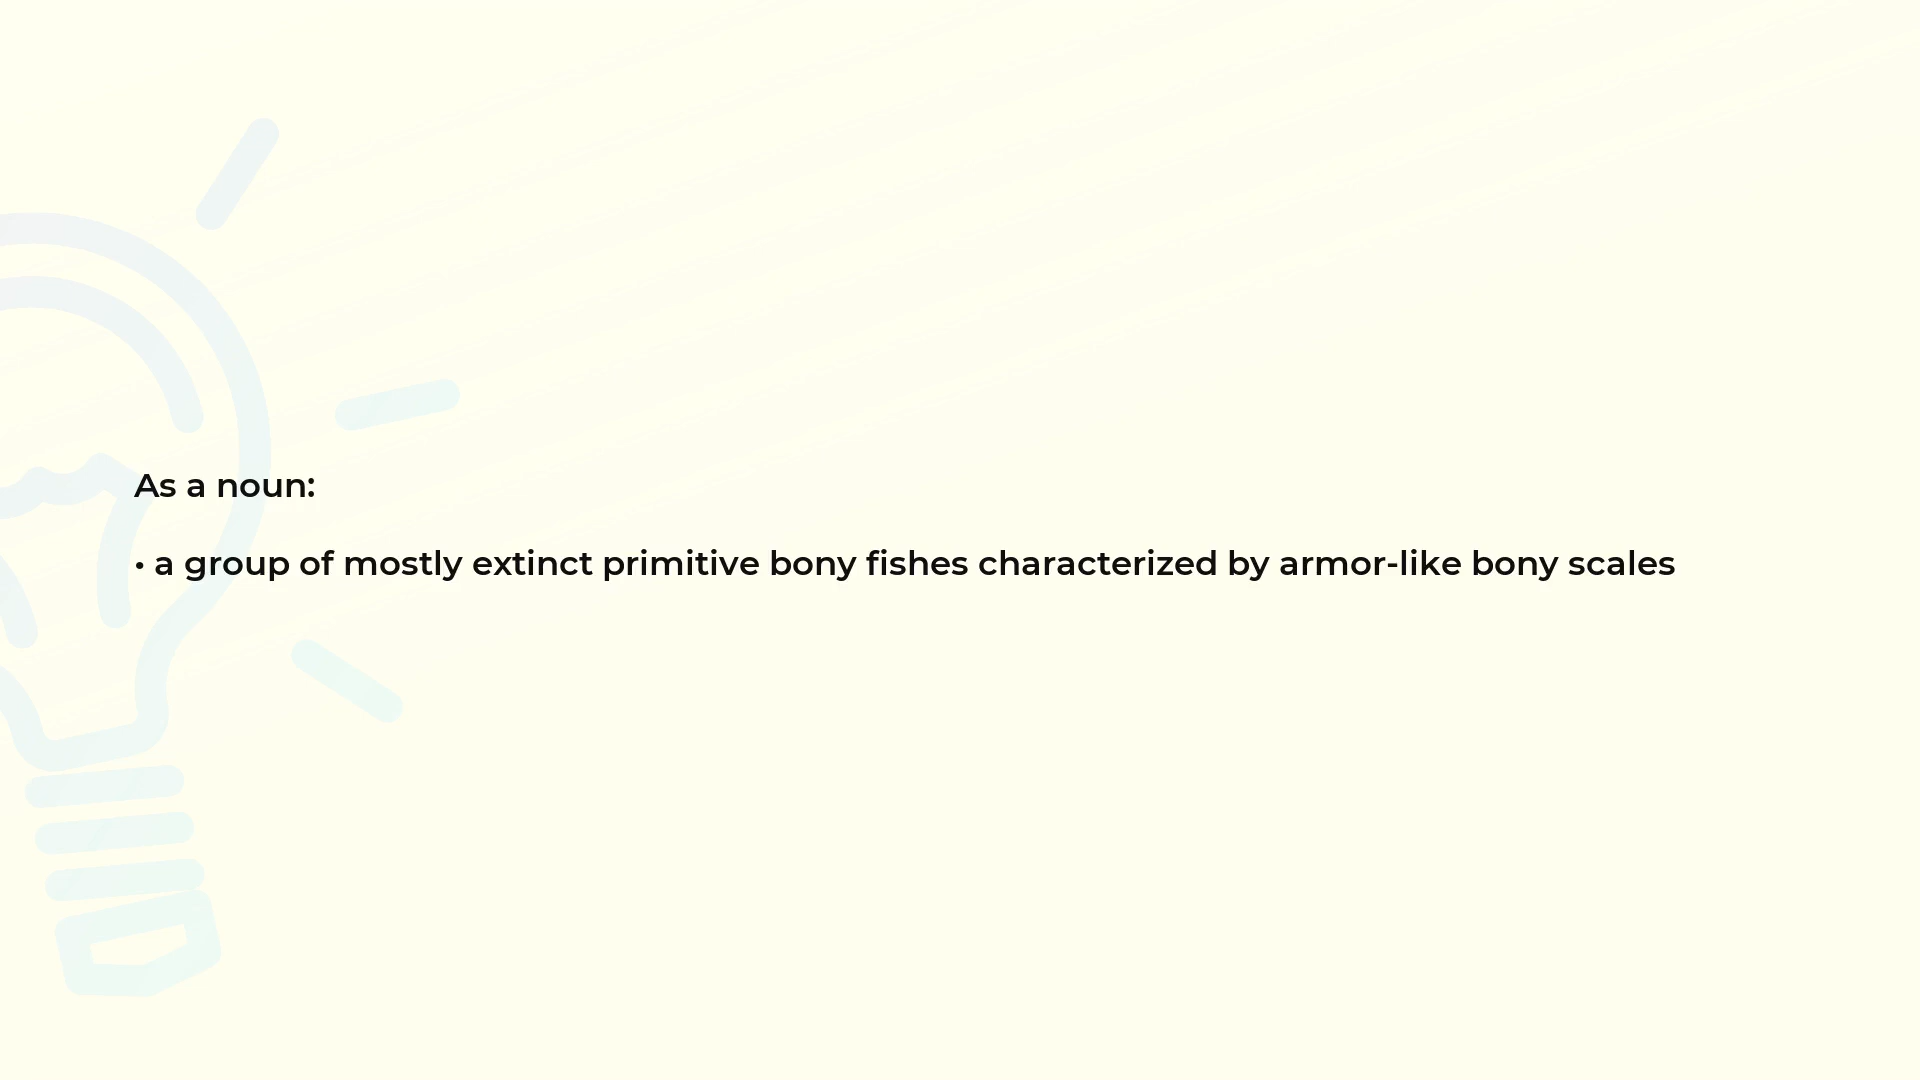 As a noun:
• a group of mostly extinct primitive bony fishes characterized by armor-like bony scales